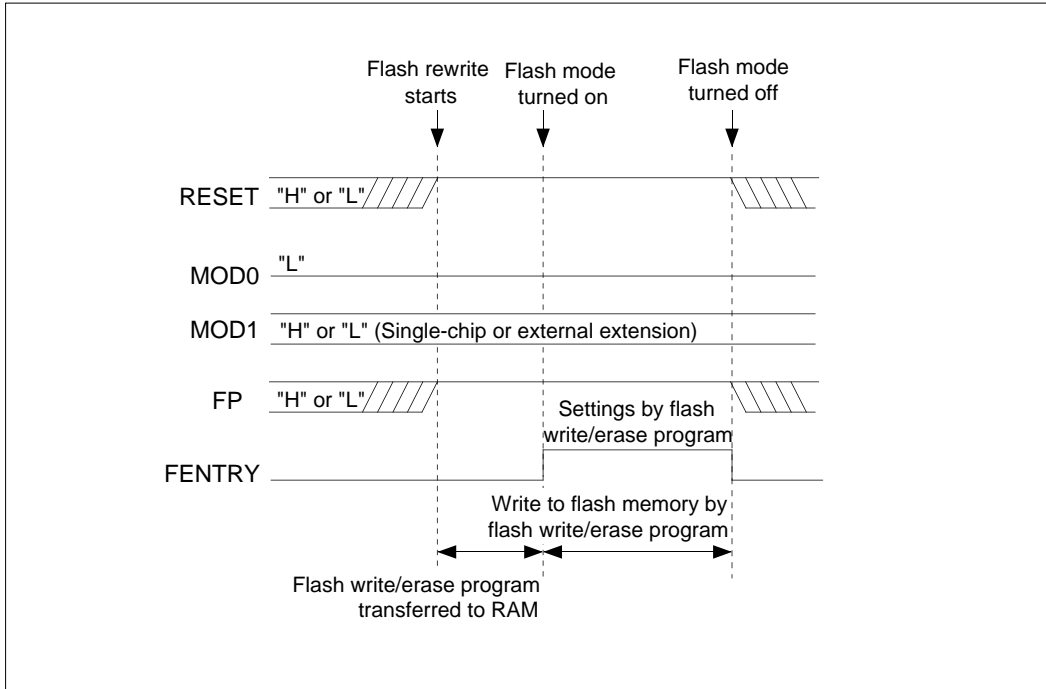 Flash rewrite
starts
Flash mode
turned on
Flash mode
turned off
RESET "H" or "L"
MOD0 "L"
MOD1 "H" or "L" (Single-chip or external extension)
FP "H" or "L"
Settings by flash
write/erase program
FENTRY
Write to flash memory by
flash write/erase program
Flash write/erase program
transferred to RAM